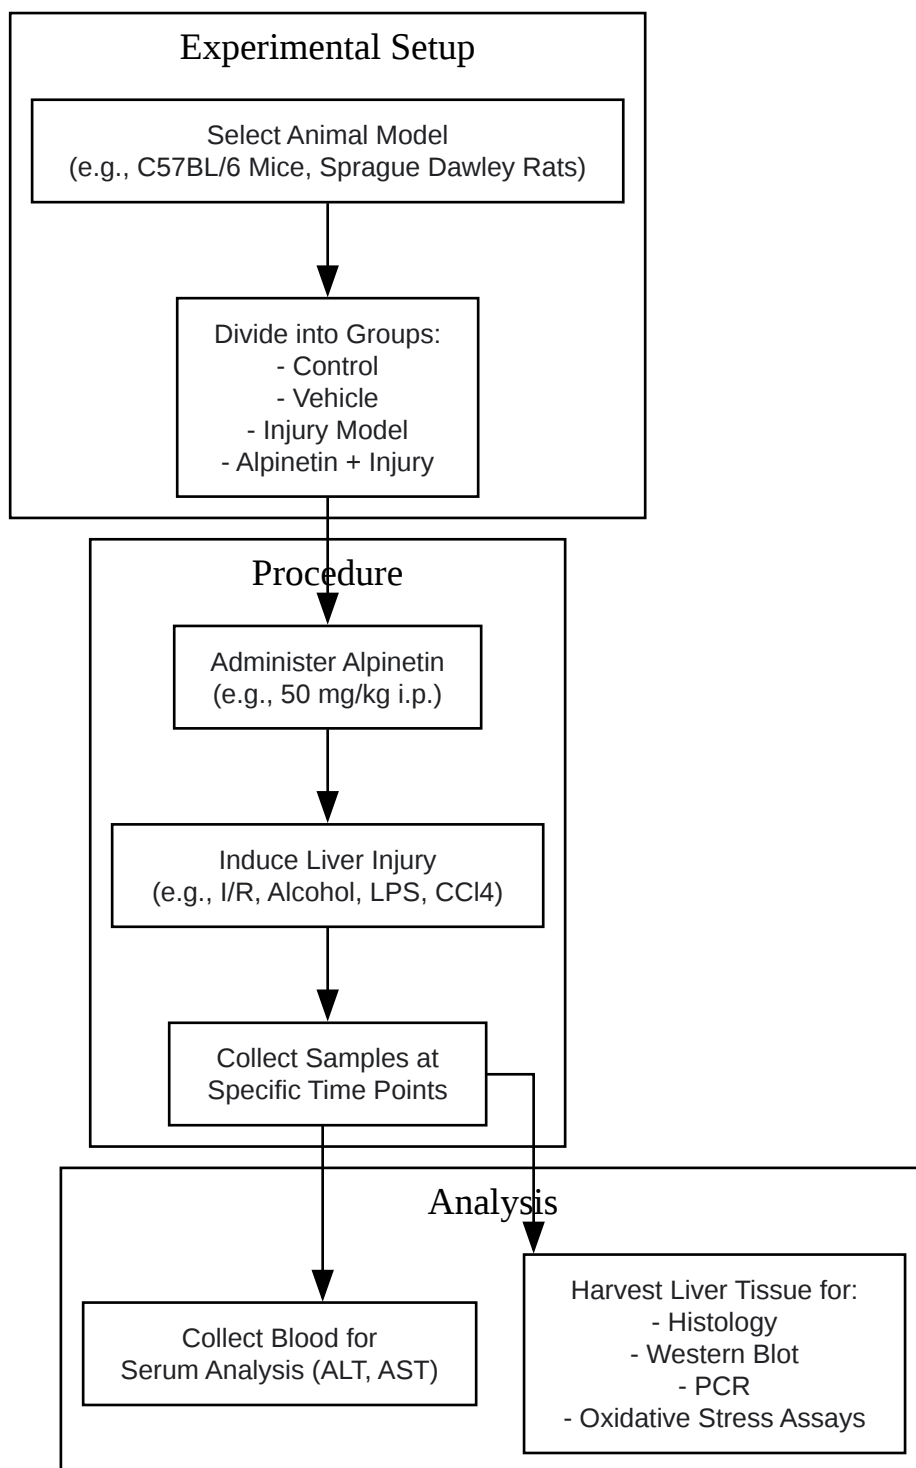 Experimental Setup
Select Animal Model
(e.g., C57BL/6 Mice, Sprague Dawley Rats)
Divide into Groups:
- Control
- Vehicle
- Injury Model
- Alpinetin + Injury
Procedure
Administer Alpinetin
(e.g., 50 mg/kg i.p.)
Induce Liver Injury
(e.g., I/R, Alcohol, LPS, CCl4)
Collect Samples at
Specific Time Points
Analysis
Collect Blood for
Serum Analysis (ALT, AST)
Harvest Liver Tissue for:
- Histology
- Western Blot
- PCR
- Oxidative Stress Assays